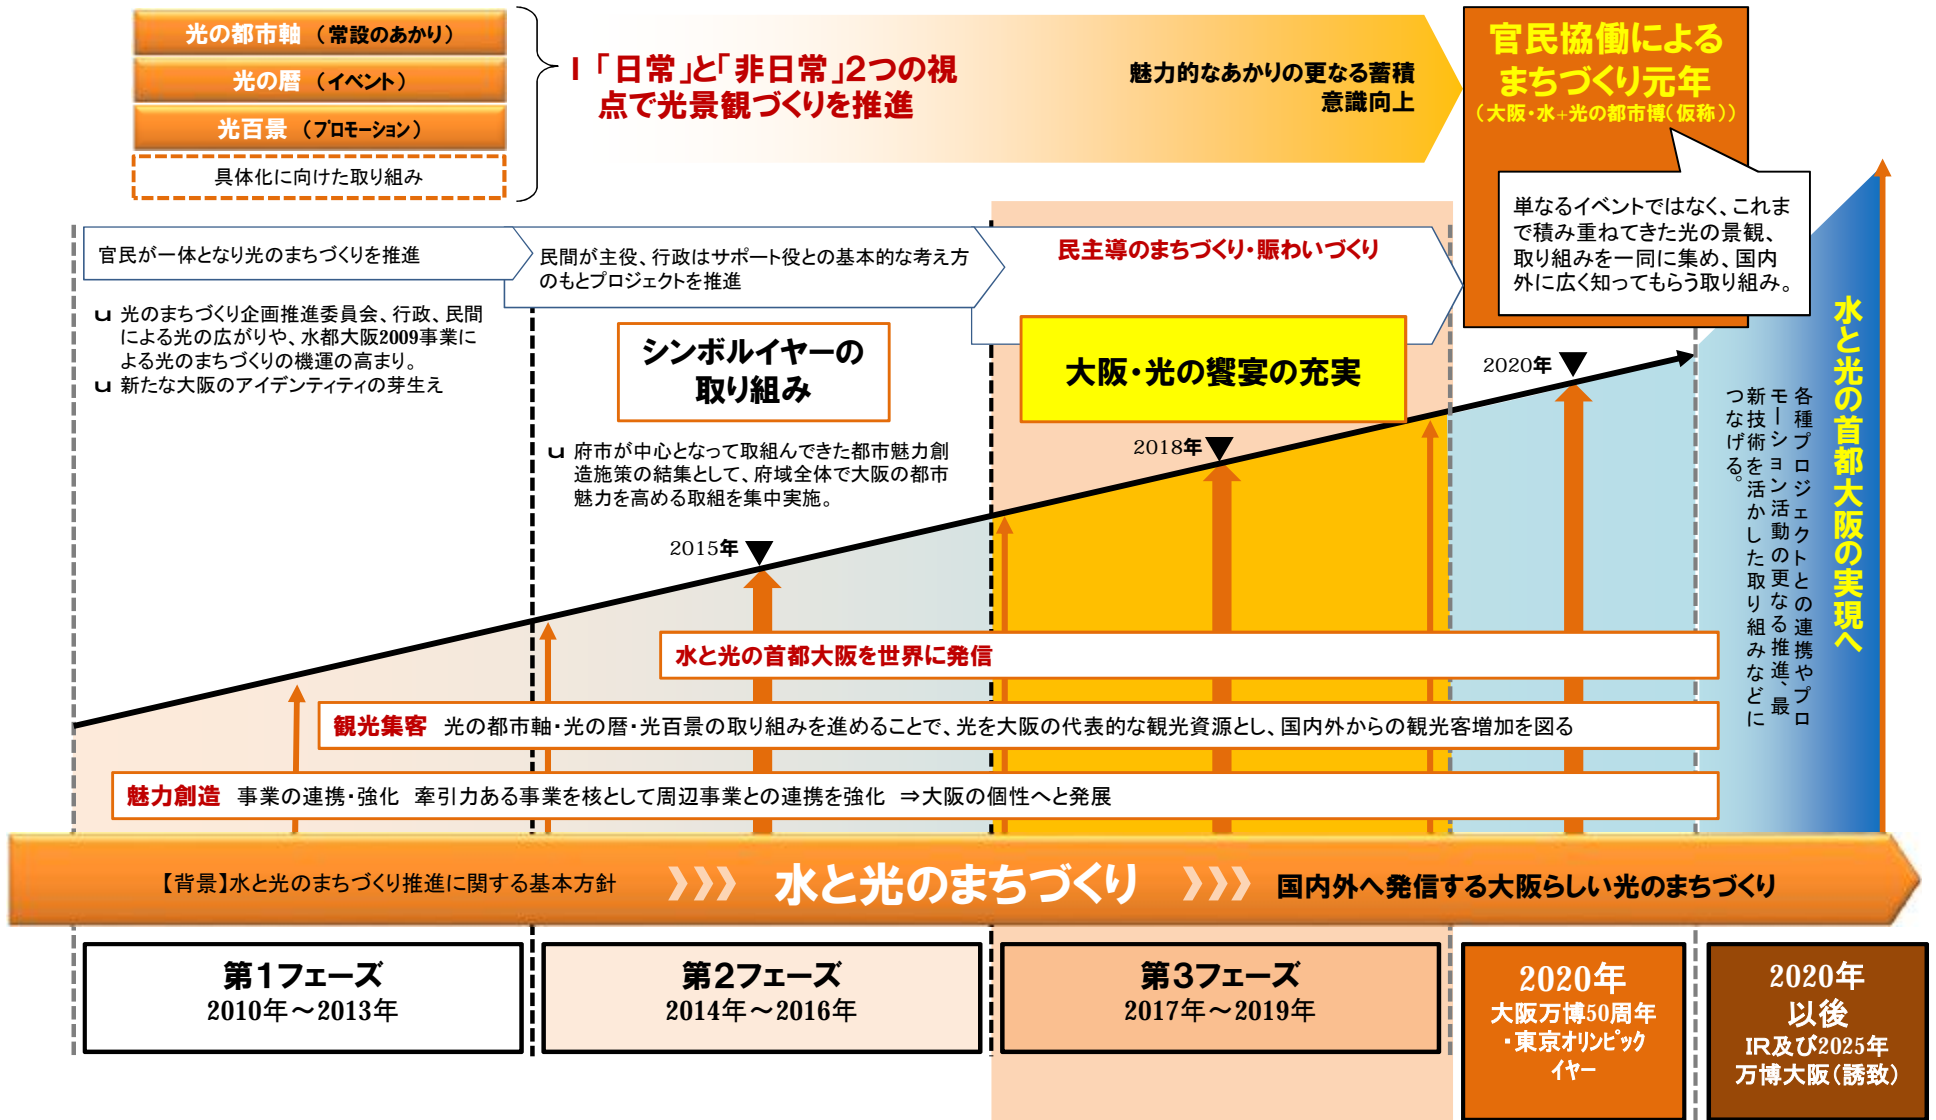 光の都市軸 (常設のあかり)
光の暦 (イベント)
光百景 (プロモーション)
具体化に向けた取り組み
I 「日常」と「非日常」2つの視
点で光景観づくりを推進
魅力的なあかりの更なる蓄積
意識向上
官民協働による
まちづくり元年
(大阪・水+光の都市博(仮称))
単なるイベントではなく、これま
で積み重ねてきた光の景観、
取り組みを一同に集め、国内
外に広く知ってもらう取り組み。
官民が一体となり光のまちづくりを推進
民間が主役、行政はサポート役との基本的な考え方
のもとプロジェクトを推進
民主導のまちづくり・賑わいづくり
u 光のまちづくり企画推進委員会、行政、民間
による光の広がりや、水都大阪2009事業に
よる光のまちづくりの機運の高まり。
u 新たな大阪のアイデンティティの芽生え
シンボルイヤーの
取り組み
u 府市が中心となって取組んできた都市魅力創
造施策の結集として、府域全体で大阪の都市
魅力を高める取組を集中実施。
大阪・光の饗宴の充実
2015年▼
2018年▼
2020年▼
水と光の首都大阪の実現へ
各種プロジェクトとの連携やプロ
モーション活動の更なる推進、最
新技術を活かした取り組みなどに
つなげる。
水と光の首都大阪を世界に発信
観光集客 光の都市軸・光の暦・光百景の取り組みを進めることで、光を大阪の代表的な観光資源とし、国内外からの観光客増加を図る
魅力創造 事業の連携・強化 牽引力ある事業を核として周辺事業との連携を強化 ⇒大阪の個性へと発展
【背景】水と光のまちづくり推進に関する基本方針 》》》 水と光のまちづくり 》》》 国内外へ発信する大阪らしい光のまちづくり
第1フェーズ
2010年～2013年
第2フェーズ
2014年～2016年
第3フェーズ
2017年～2019年
2020年
大阪万博50周年
・東京オリンピック
イヤー
2020年
以後
IR及び2025年
万博大阪(誘致)